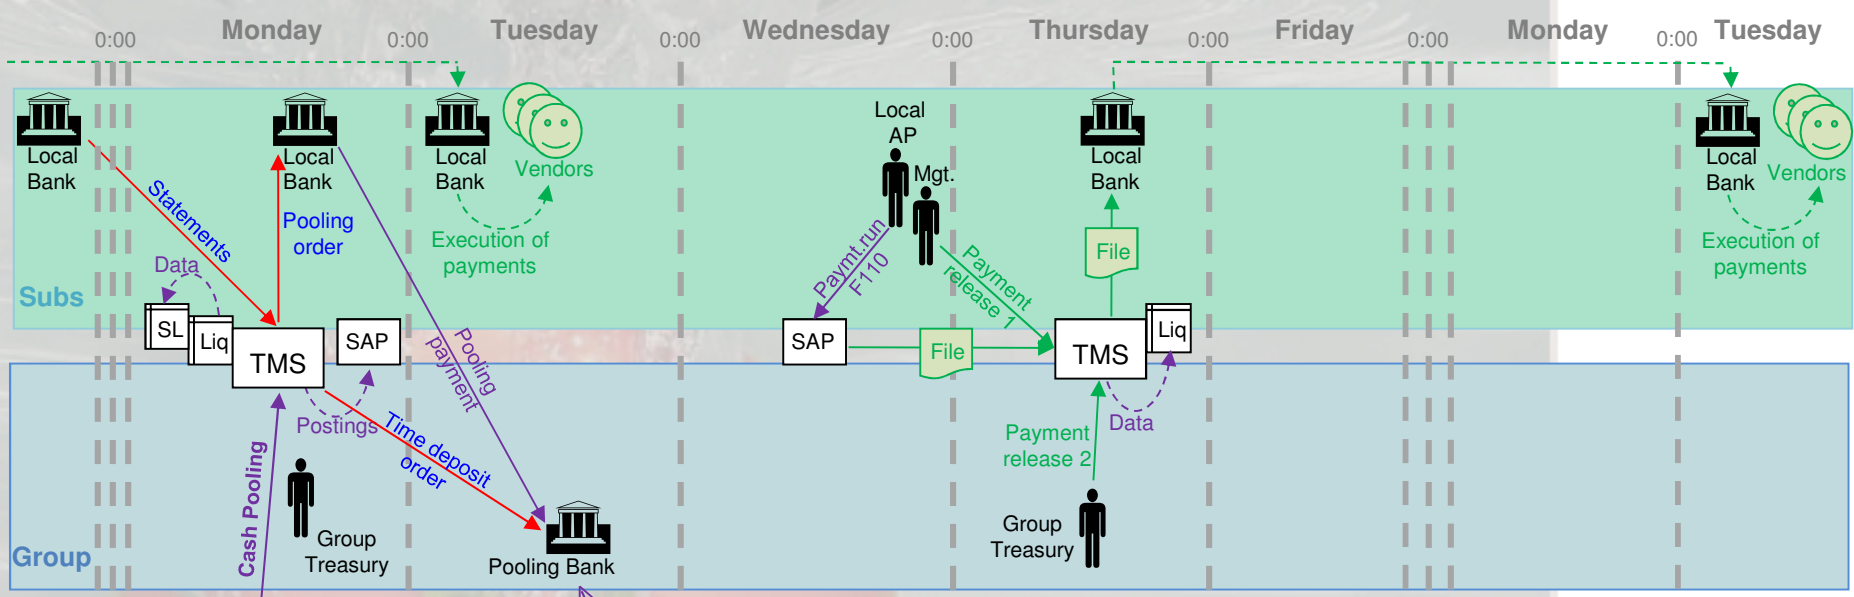 Monday
Tuesday
Wednesday
Thursday
Friday
Monday
Tuesday
0:00
0:00
0:00
0:00
0:00
0:00
0:00
Local
Bank
Statements
Local
Bank
Pooling
order
Local
Bank
Vendors
Execution of
payments
Local
AP
Mgt.
Paymt.run
F110
Payment
release 1
Local
Bank
File
Local
Bank
Vendors
Execution of
payments
Subs
Data
SL
Liq
TMS
SAP
Pooling
payment
SAP
File
TMS
Liq
Postings
Time deposit
order
Cash Pooling
Group
Treasury
Pooling Bank
Payment
release 2
Data
Group
Treasury
Group